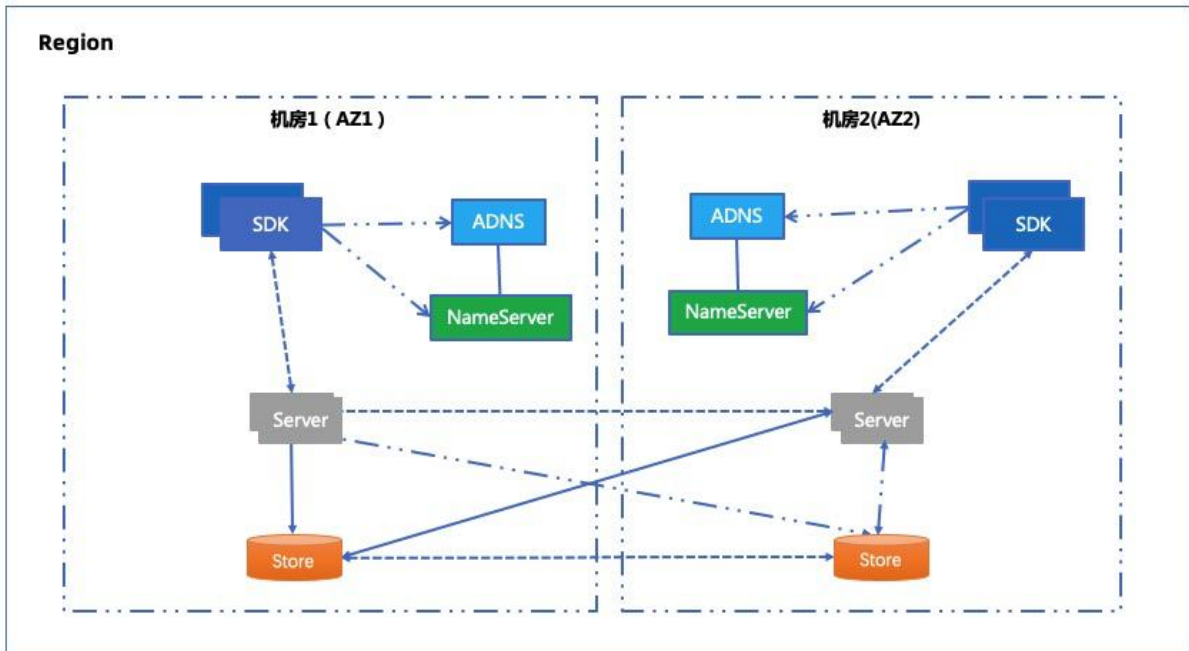 Region
机房1（AZ1）
机房2(AZ2)
SDK
ADNS
ADNS
SDK
NameServer
NameServer
Server
Server
Store
Store